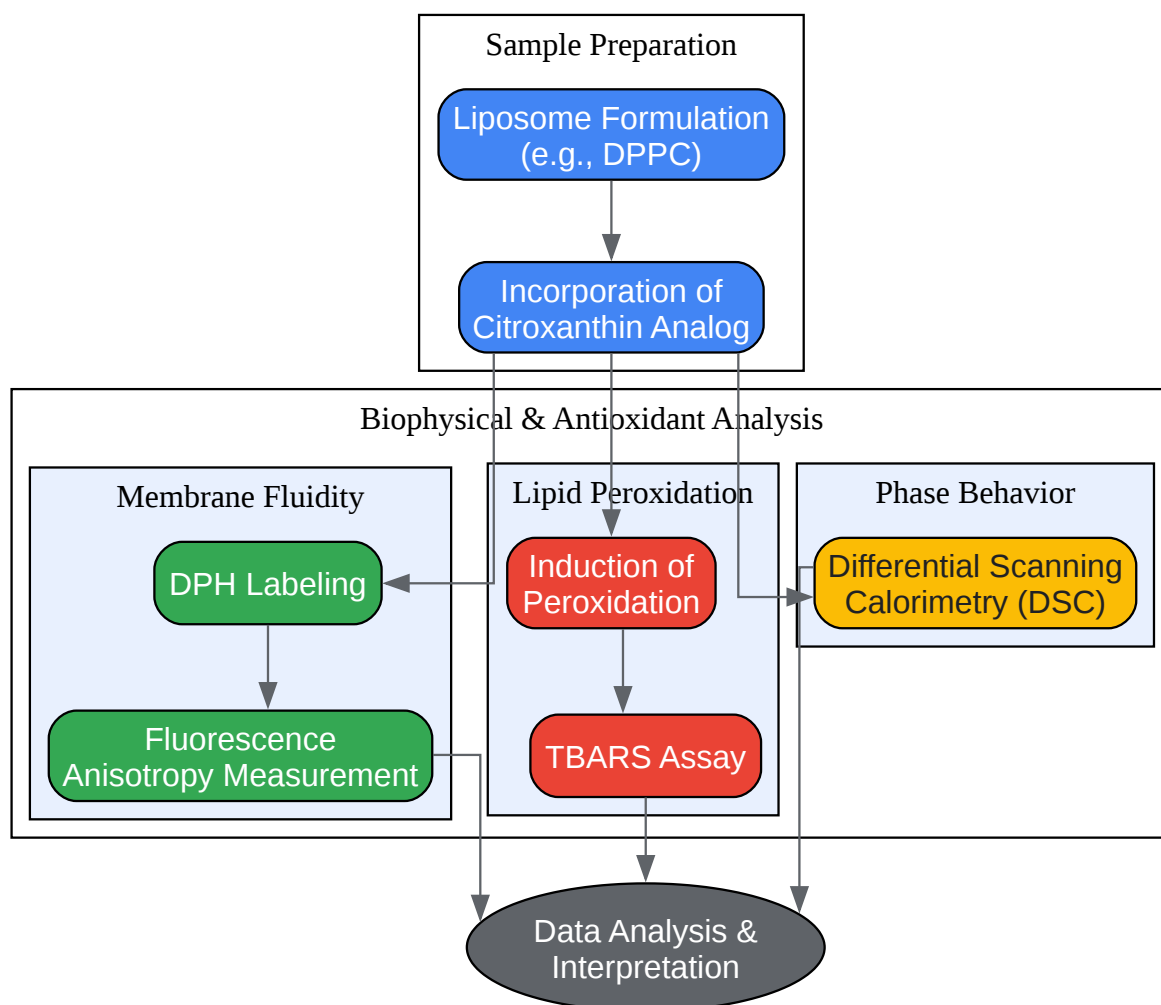 Sample Preparation
Liposome Formulation
(e.g., DPPC)
Incorporation of
Citroxanthin Analog
Biophysical & Antioxidant Analysis
Membrane Fluidity
DPH Labeling
Fluorescence
Anisotropy Measurement
Lipid Peroxidation
Induction of
Peroxidation
TBARS Assay
Phase Behavior
Differential Scanning
Calorimetry (DSC)
Data Analysis &
Interpretation